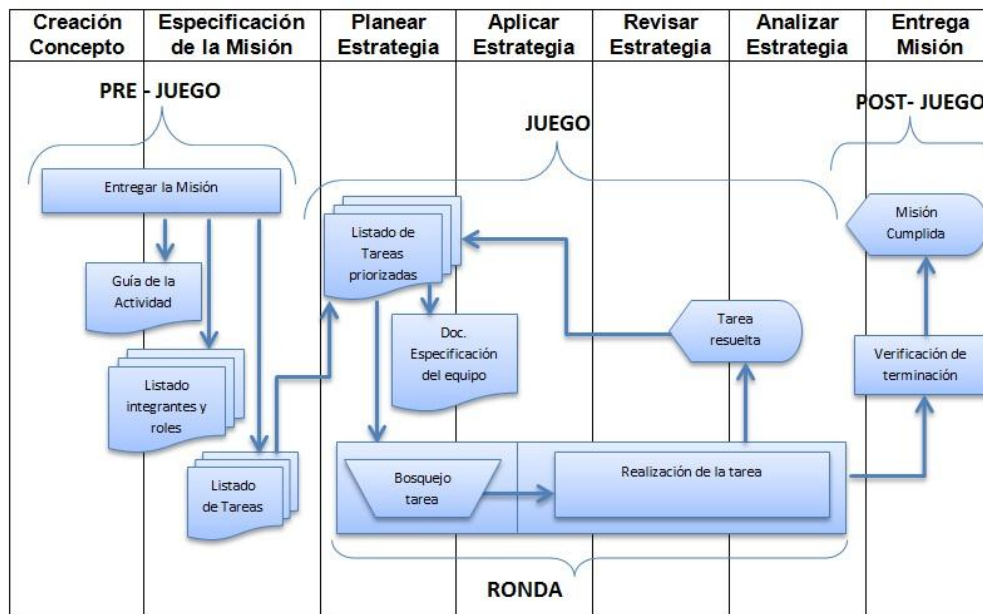 Creación
Concepto
Especificación
de la Misión
Planear
Estrategia
Aplicar
Estrategia
Revisar
Estrategia
Analizar
Estrategia
Entrega
Misión
PRE - JUEGO
JUEGO
POST- JUEGO
Entregar la Misión
Guía de la
Actividad
Listado
integrantes y
roles
Listado
de Tareas
Listado de
Tareas
priorizadas
Doc.
Especificación
del equipo
Tarea
resuelta
Misión
Cumplida
Verificación de
terminación
Bosquejo
tarea
Realización de la tarea
RONDA